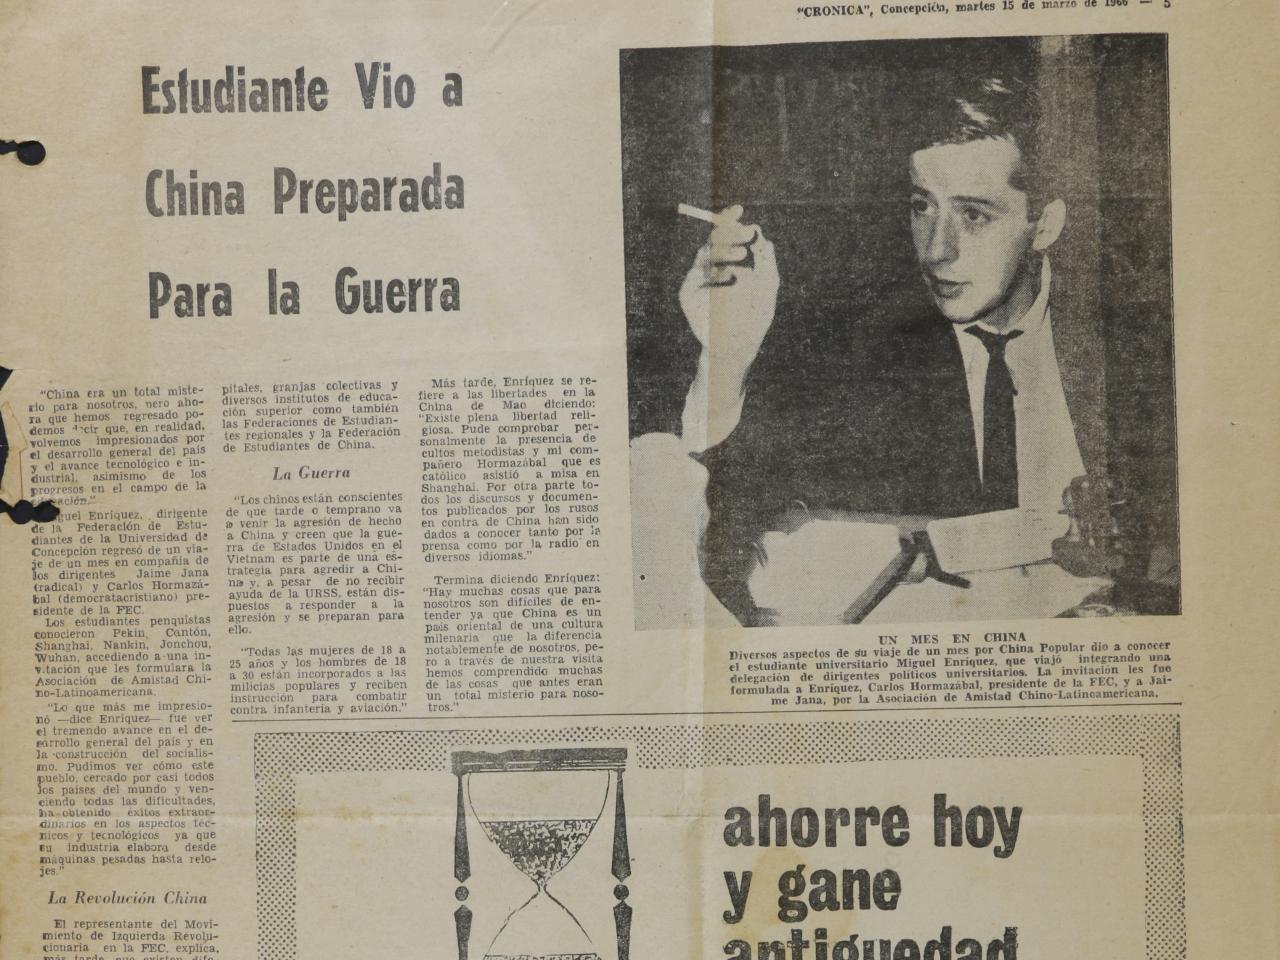 "CRONICA", Concepción, martes 15 de marzo de 1966 — 5
Estudiante Vio a
China Preparada
Para la Guerra
"China era un total miste-
rio para nosotros, pero aho-
ra que hemos regresado po-
demos decir que, en realidad,
volvemos impresionados por
el desarrollo general del país
y el avance tecnológico e in-
dustrial, asimismo de los
progresos en el campo de la
Miguel Enríquez, dirigente
de la Federación de Estu-
diantes de la Universidad de
Concepción regresó de un via-
je de un mes en compañía de
los dirigentes Jaime Jana
(radical) y Carlos Hormazá-
bal (democratacristiano) pre-
sidente de la FEC.
Los estudiantes penquistas
conocieron Pekín, Cantón,
Shanghai, Nankin, Jonchou,
Wuhan, accediendo a una in-
vitación que les formulara la
Asociación de Amistad Chi-
no-Latinoamericana.
"Lo que más me impresio-
nó —dice Enríquez— fue ver
el tremendo avance en el de-
sarrollo general del país y en
la construcción del socialis-
mo. Pudimos ver cómo este
pueblo, cercado por casi todos
los países del mundo y ven-
ciendo todas las dificultades,
ha obtenido éxitos extraor-
dinarios en los aspectos téc-
nicos y tecnológicos ya que
su industria elabora desde
máquinas pesadas hasta relo-
jes."
La Revolución China
El representante del Movi-
miento de Izquierda Revolu-
cionaria en la FEC, explica,
más tarde, que existen dife-
pitales, granjas colectivas y
diversos institutos de educa-
ción superior como también
las Federaciones de Estudian-
tes regionales y la Federación
de Estudiantes de China.
La Guerra
"Los chinos están conscientes
de que tarde o temprano va
a venir la agresión de hecho
a China y creen que la gue-
rra de Estados Unidos en el
Vietnam es parte de una es-
trategia para agredir a Chi-
na y, a pesar de no recibir
ayuda de la URSS, están dis-
puestos a responder a la
agresión y se preparan para
ello.
"Todas las mujeres de 18 a
25 años y los hombres de 18
a 30 están incorporados a las
milicias populares y reciben
instrucción para combatir
contra infantería y aviación."
Más tarde, Enríquez se re-
fiere a las libertades en la
China de Mao diciendo:
"Existe plena libertad reli-
giosa. Pude comprobar per-
sonalmente la presencia de
cultos metodistas y mi com-
pañero Hormazábal que es
católico asistió a misa en
Shanghai. Por otra parte to-
dos los discursos y documen-
tos publicados por los rusos
en contra de China han sido
dados a conocer tanto por la
prensa como por la radio en
diversos idiomas."
Termina diciendo Enríquez:
"Hay muchas cosas que para
nosotros son difíciles de en-
tender ya que China es un
país oriental de una cultura
milenaria que la diferencia
notablemente de nosotros, pe-
ro a través de nuestra visita
hemos comprendido muchas
de las cosas que antes eran
un total misterio para noso-
tros."
UN MES EN CHINA
Diversos aspectos de su viaje de un mes por China Popular dio a conocer
el estudiante universitario Miguel Enríquez, que viajó integrando una
delegación de dirigentes políticos universitarios. La invitación les fue
formulada a Enríquez, Carlos Hormazábal, presidente de la FEC, y a Jai-
me Jana, por la Asociación de Amistad Chino-Latinoamericana.
ahorre hoy
y gane
antiguedad